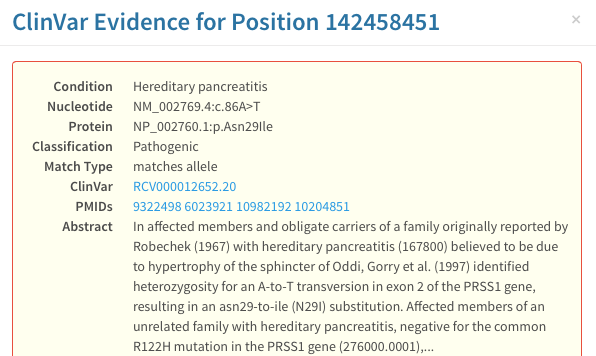 ClinVar Evidence for Position 142458451
×
Condition Hereditary pancreatitis
Nucleotide NM_002769.4:c.86A>T
Protein NP_002760.1:p.Asn29Ile
Classification Pathogenic
Match Type matches allele
ClinVar RCV000012652.20
PMIDs 9322498 6023921 10982192 10204851
Abstract In affected members and obligate carriers of a family originally reported by
Robechek (1967) with hereditary pancreatitis (167800) believed to be due
to hypertrophy of the sphincter of Oddi, Gorry et al. (1997) identified
heterozygosity for an A-to-T transversion in exon 2 of the PRSS1 gene,
resulting in an asn29-to-ile (N29I) substitution. Affected members of an
unrelated family with hereditary pancreatitis, negative for the common
R122H mutation in the PRSS1 gene (276000.0001),...